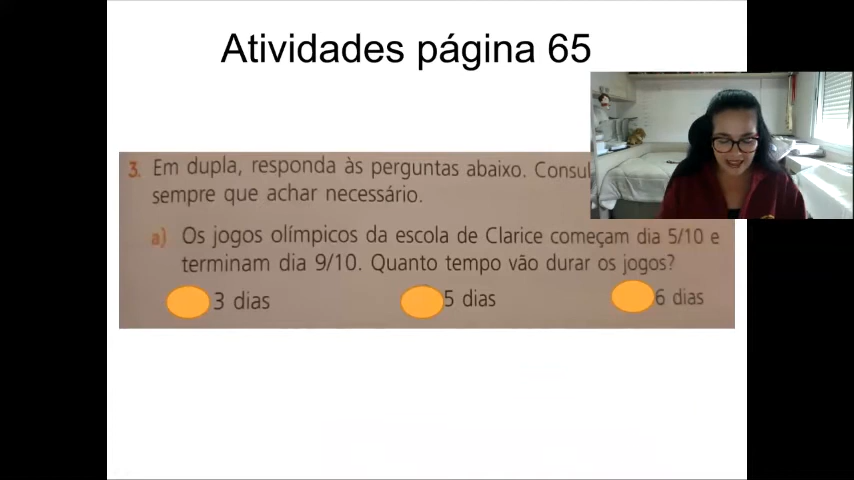 Atividades página 65
3. Em dupla, responda às perguntas abaixo. Consul
sempre que achar necessário.
a) Os jogos olímpicos da escola de Clarice começam dia 5/10 e
terminam dia 9/10. Quanto tempo vão durar os jogos?
3 dias 5 dias 6 dias